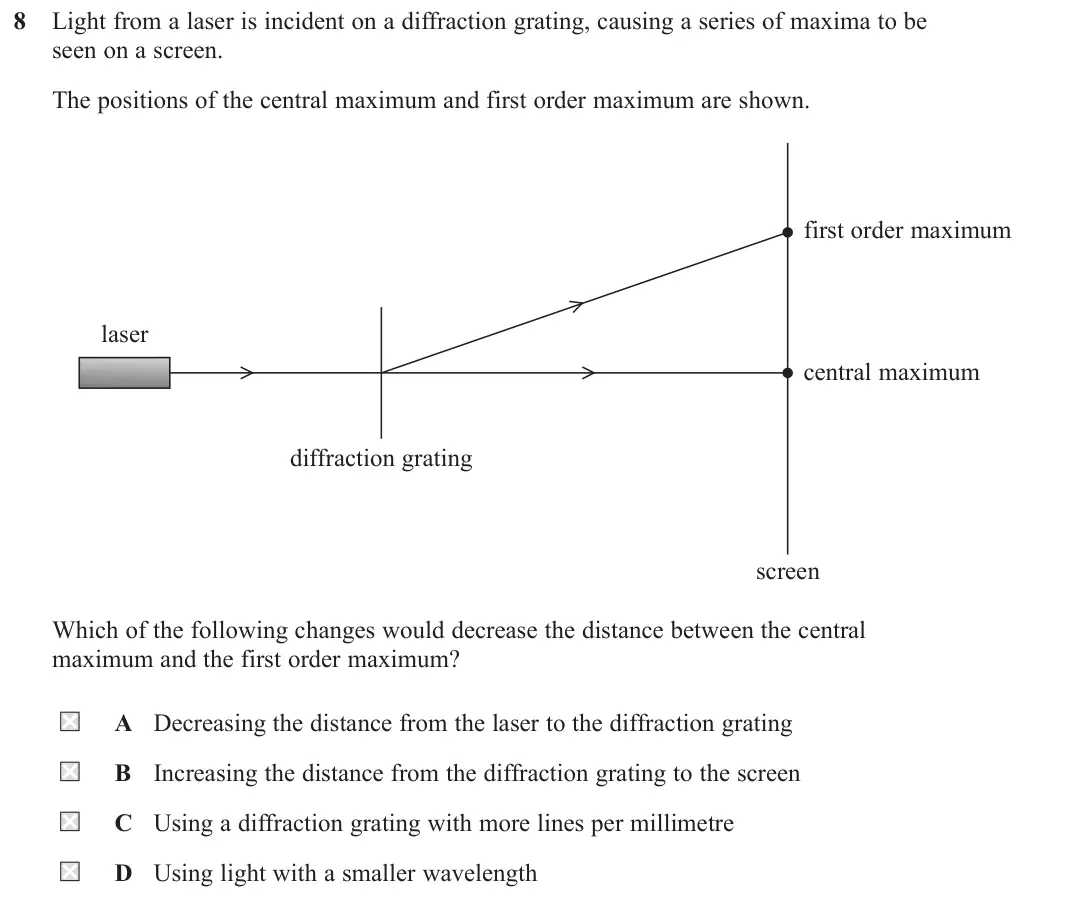 8 Light from a laser is incident on a diffraction grating, causing a series of maxima to be
seen on a screen.
The positions of the central maximum and first order maximum are shown.
first order maximum
laser
central maximum
diffraction grating
screen
Which of the following changes would decrease the distance between the central
maximum and the first order maximum?
A Decreasing the distance from the laser to the diffraction grating
B Increasing the distance from the diffraction grating to the screen
C Using a diffraction grating with more lines per millimetre
D Using light with a smaller wavelength